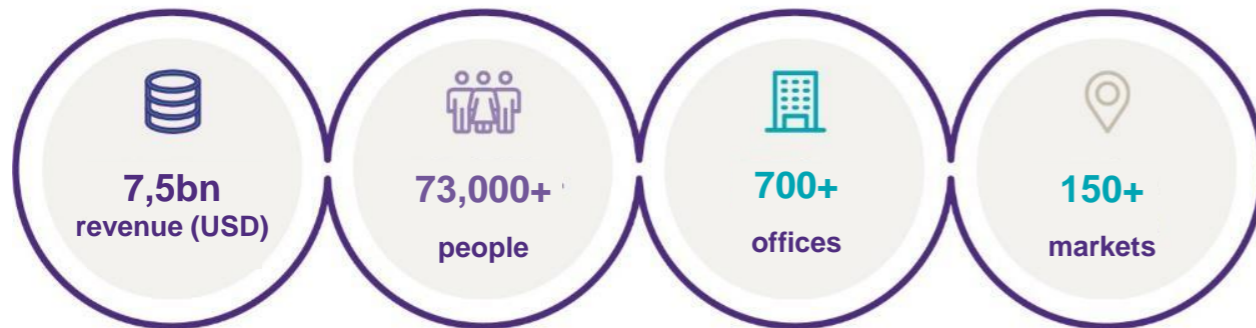 7,5bn
revenue (USD)
73,000+
people
700+
offices
150+
markets